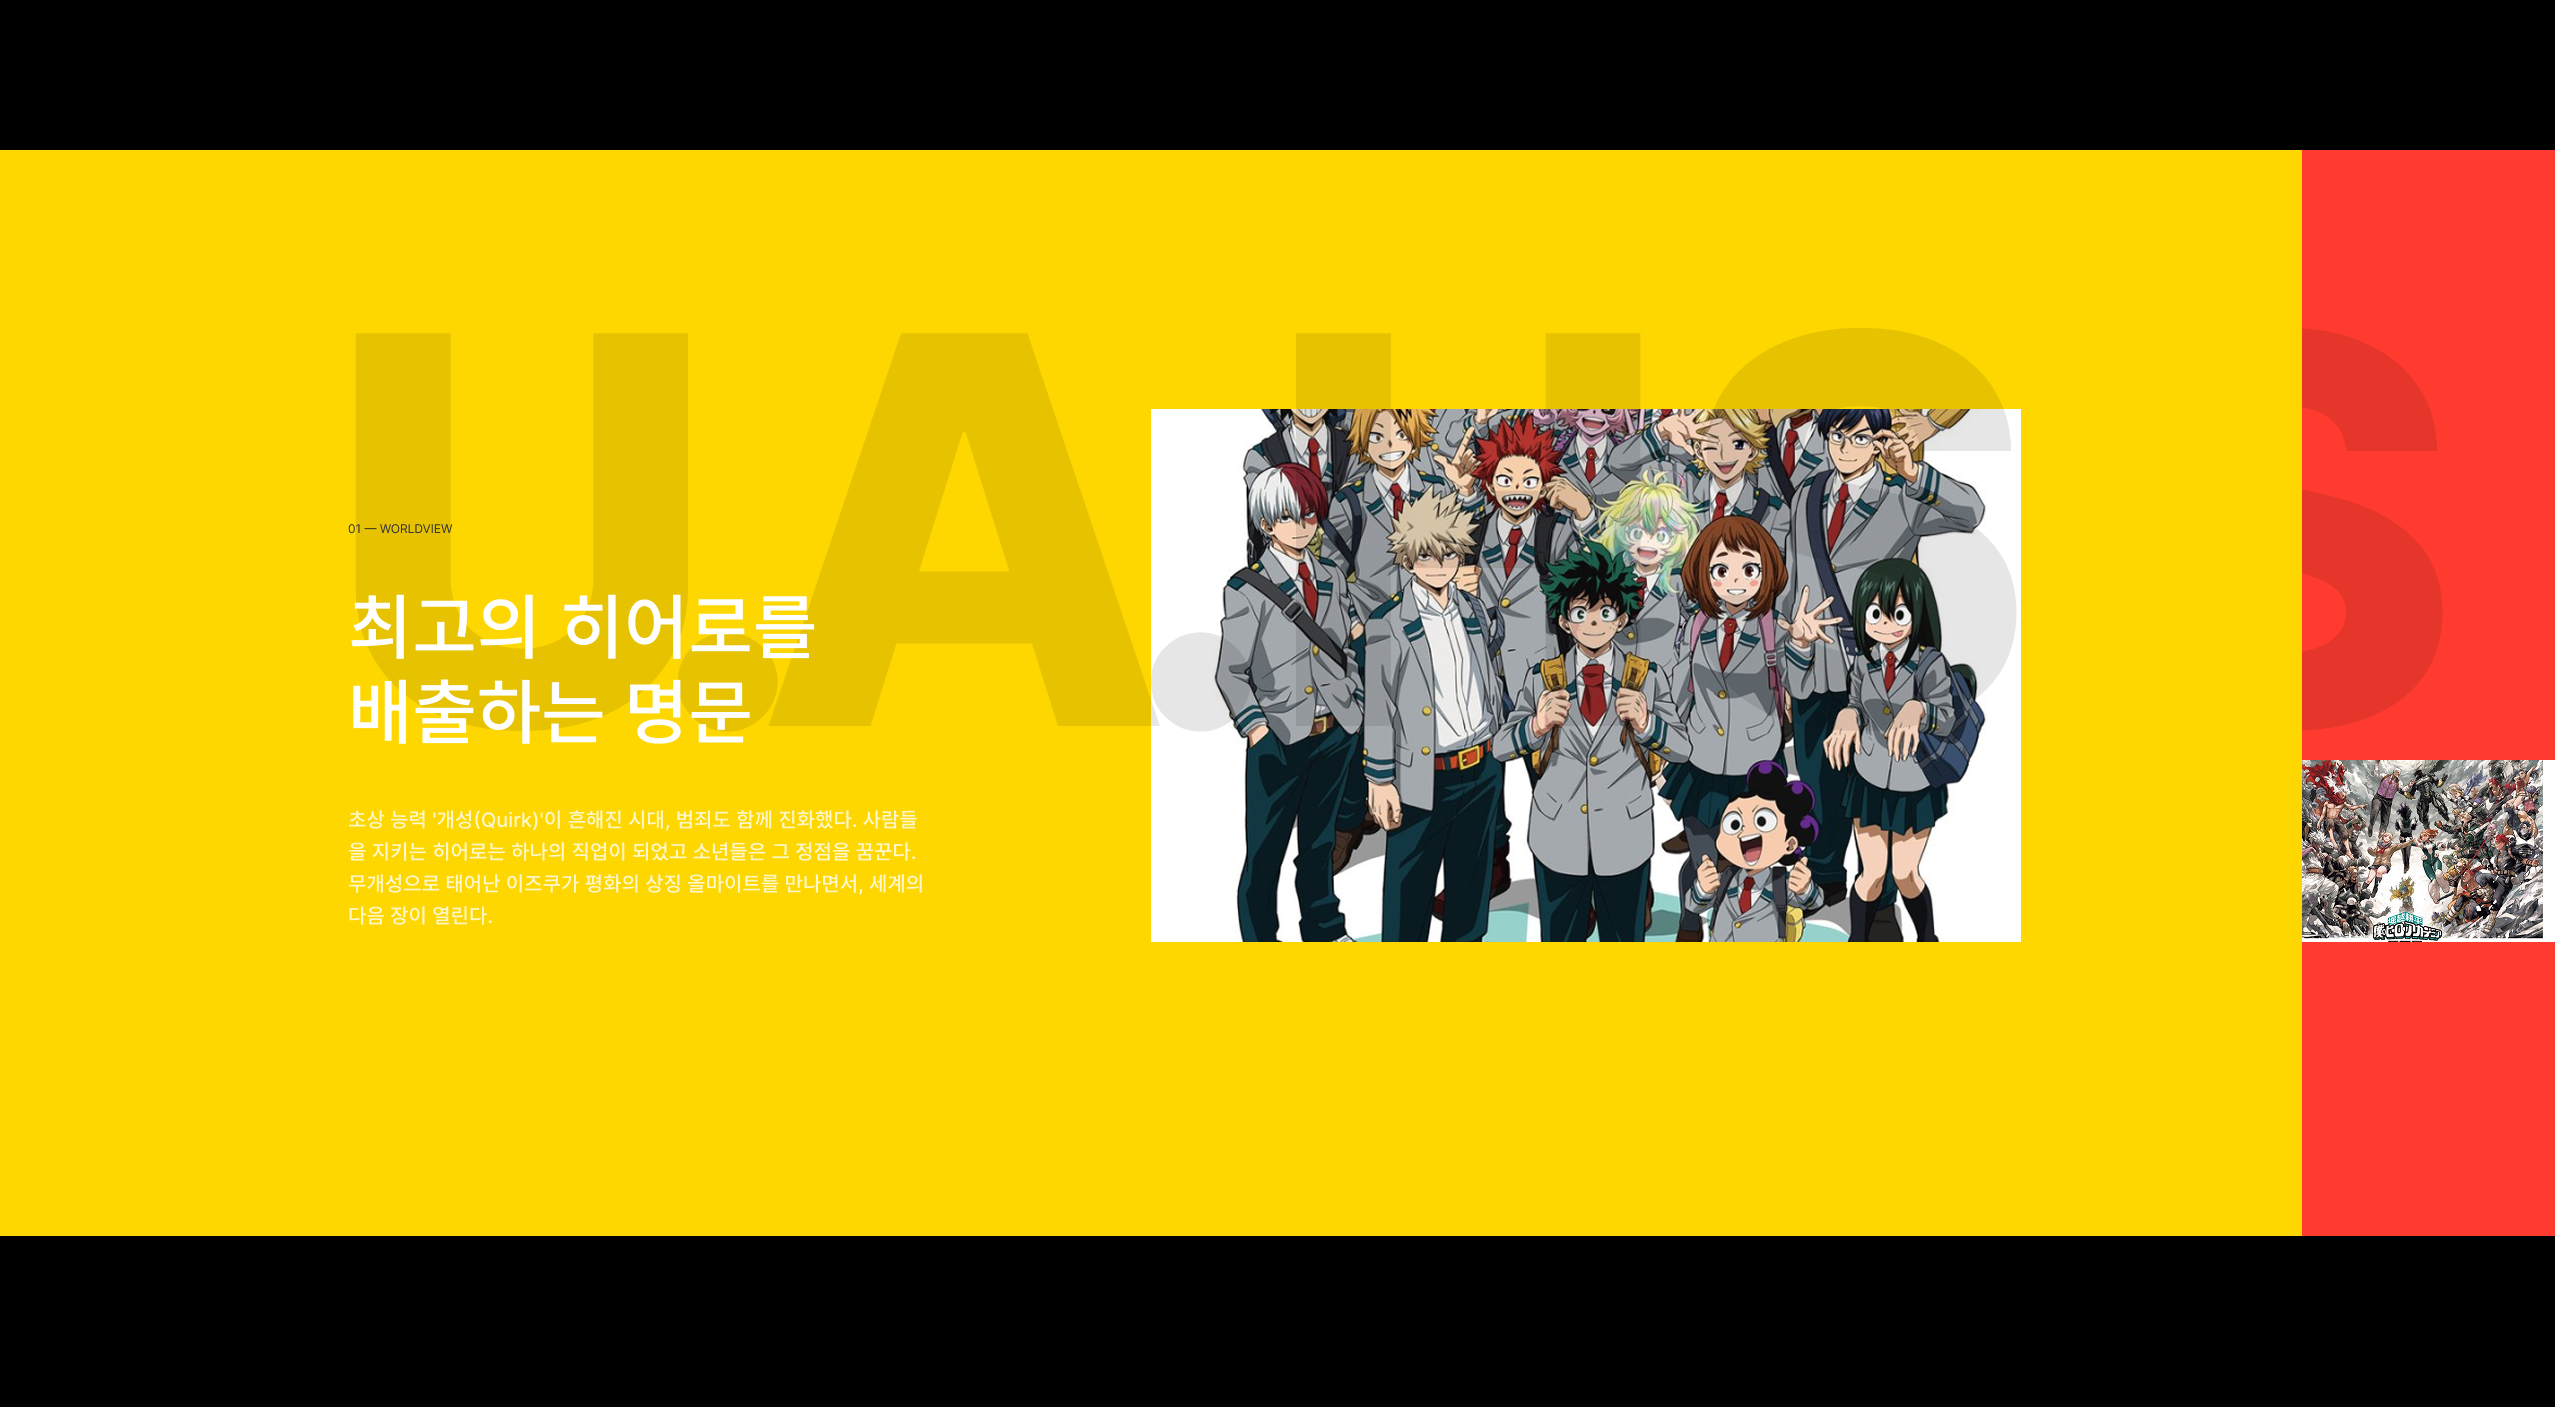 U.A. HS
01 — WORLDVIEW
최고의 히어로를
배출하는 명문
초상 능력 '개성(Quirk)'이 흔해진 시대, 범죄도 함께 진화했다. 사람들
을 지키는 히어로는 하나의 직업이 되었고 소년들은 그 정점을 꿈꾼다.
무개성으로 태어난 이즈쿠가 평화의 상징 올마이트를 만나면서, 세계의
다음 장이 열린다.
S